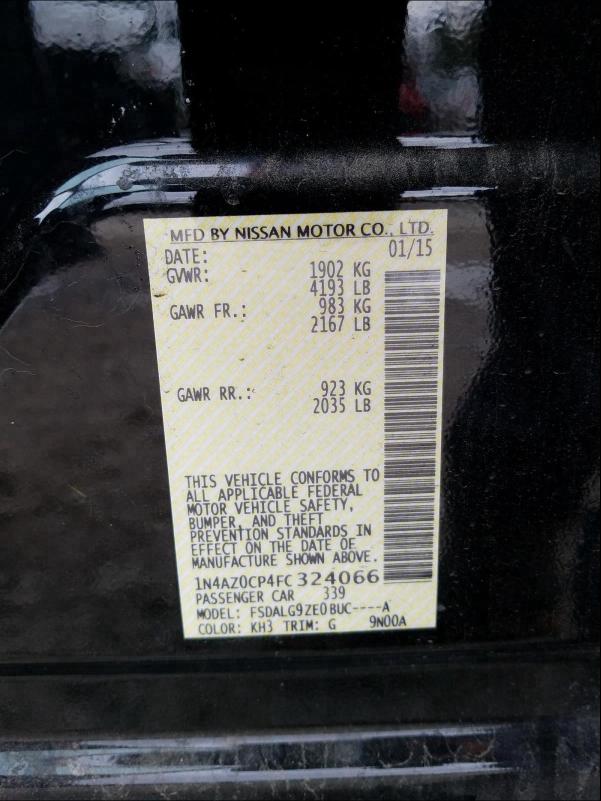 MFD BY NISSAN MOTOR CO., LTD.
DATE: 01/15
GVWR: 1902 KG
4193 LB
GAWR FR.: 983 KG
2167 LB
GAWR RR.: 923 KG
2035 LB
THIS VEHICLE CONFORMS TO
ALL APPLICABLE FEDERAL
MOTOR VEHICLE SAFETY,
BUMPER, AND THEFT
PREVENTION STANDARDS IN
EFFECT ON THE DATE OF
MANUFACTURE SHOWN ABOVE.
1N4AZ0CP4FC324066
PASSENGER CAR 339
MODEL: FSDALG9ZE0BUC----A
COLOR: KH3 TRIM: G 9N00A